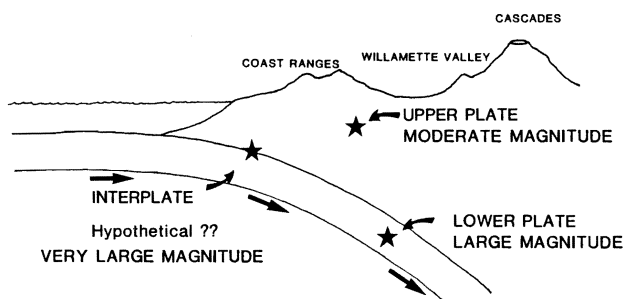 CASCADES
COAST RANGES
WILLAMETTE VALLEY
UPPER PLATE
MODERATE MAGNITUDE
INTERPLATE
Hypothetical ??
VERY LARGE MAGNITUDE
LOWER PLATE
LARGE MAGNITUDE